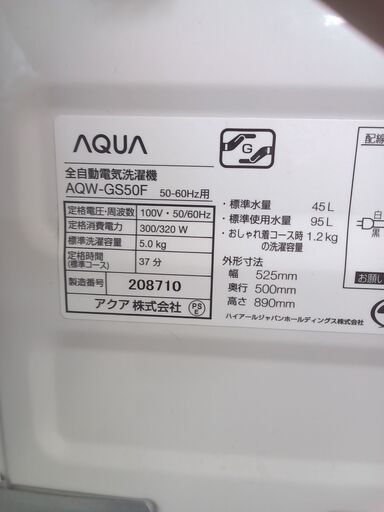 AQUA
全自動電気洗濯機
AQW-GS50F 50-60Hz用
定格電圧・周波数 100V・50/60Hz
定格消費電力 300/320 W
標準洗濯容量 5.0 kg
定格時間(標準コース) 37 分
製造番号 208710
アクア株式会社
PS
E
G
・標準水量 45L
・標準使用水量 95L
・おしゃれ着コース時 1.2kg
の洗濯容量
外形寸法
幅 525mm
奥行 500mm
高さ 890mm
ハイアールジャパンホールディングス株式会社
配線
白
黒
お願い